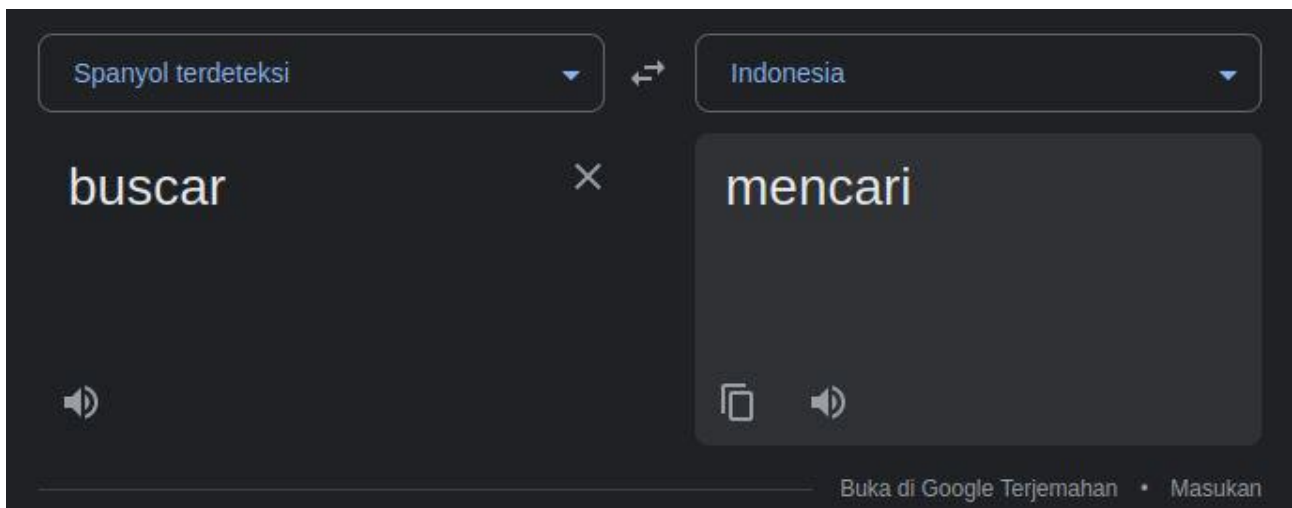 Spanyol terdeteksi
Indonesia
buscar
mencari
Buka di Google Terjemahan • Masukan